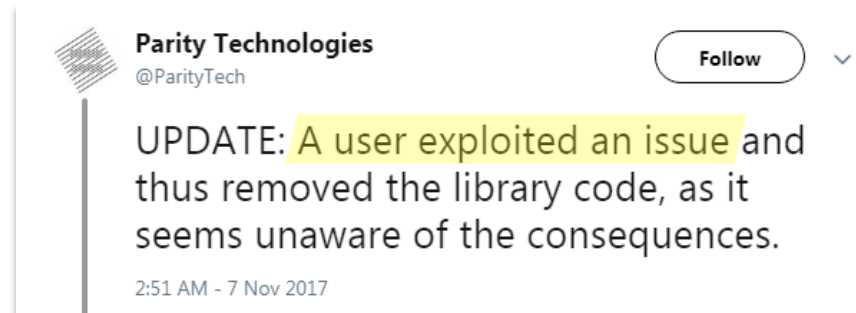 Parity Technologies
@ParityTech
Follow
UPDATE: A user exploited an issue and
thus removed the library code, as it
seems unaware of the consequences.
2:51 AM - 7 Nov 2017